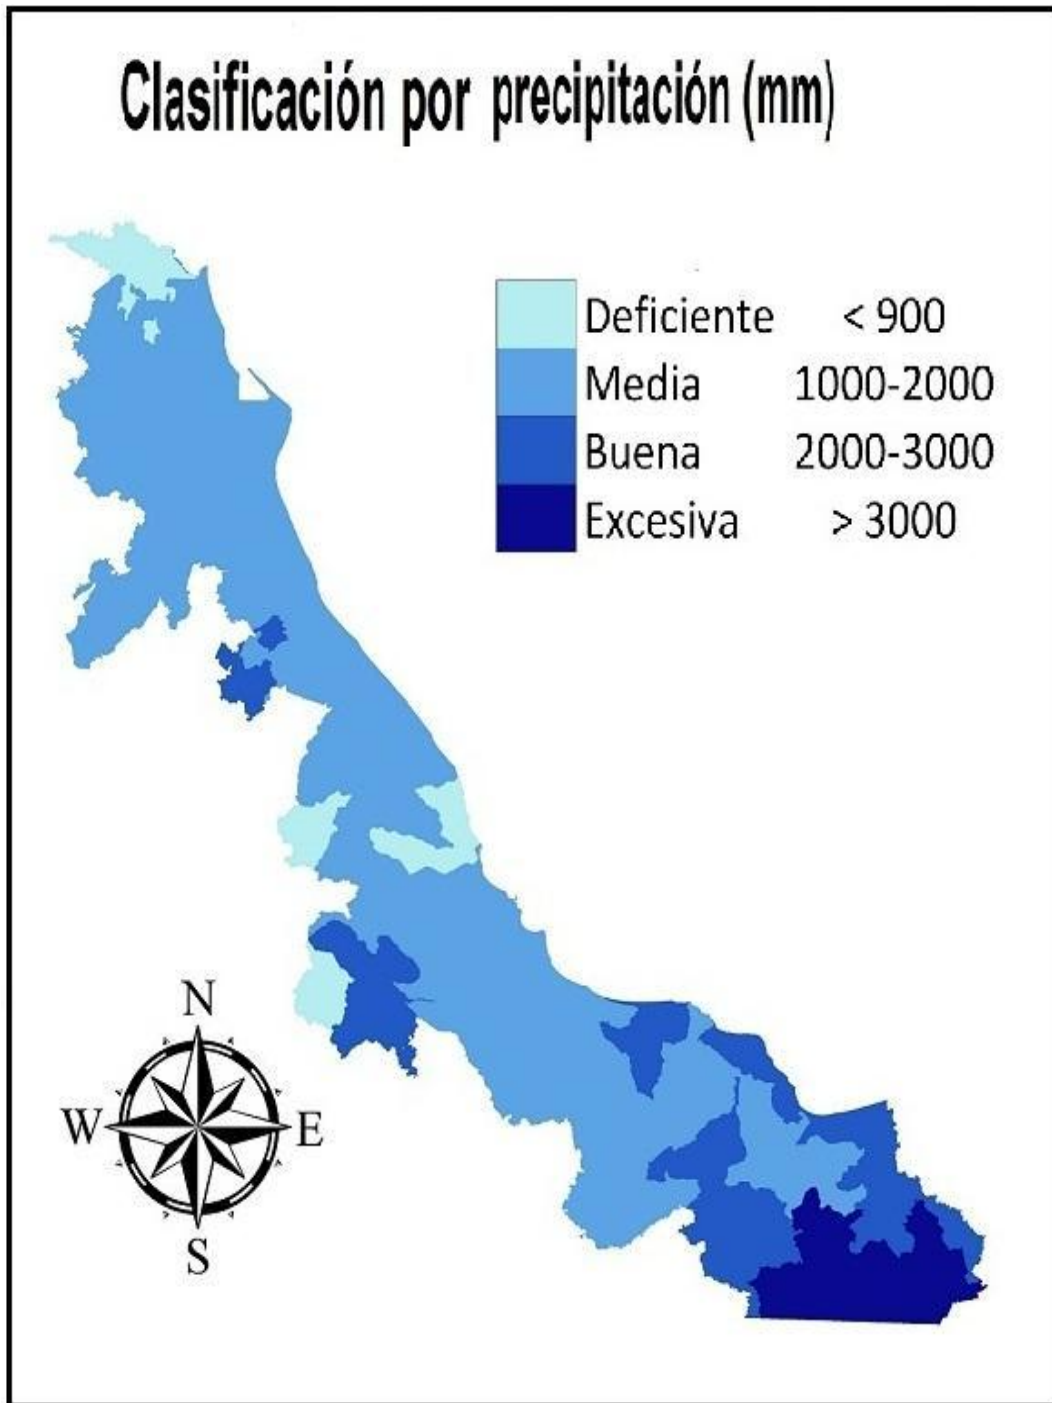 Clasificación por precipitación (mm)
Deficiente < 900
Media 1000-2000
Buena 2000-3000
Excesiva > 3000
N
W E
S